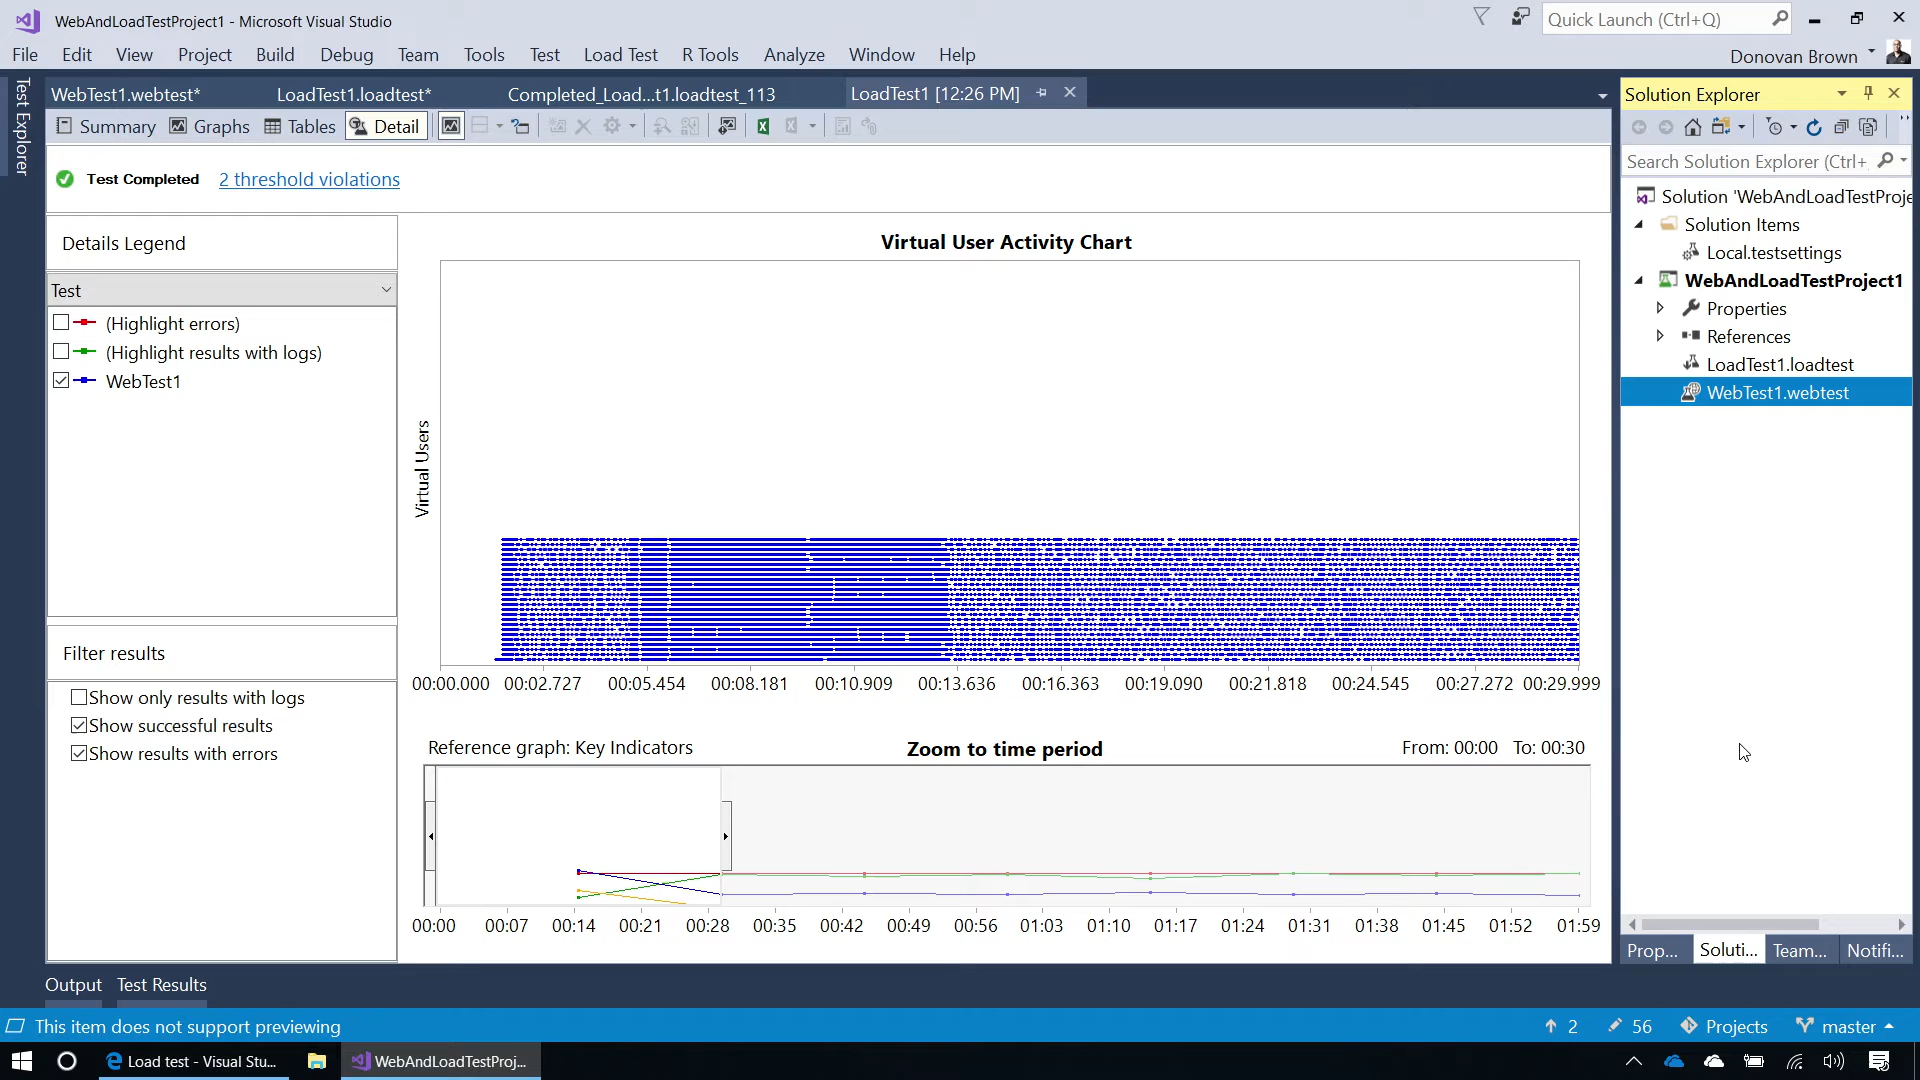 WebAndLoadTestProject1 - Microsoft Visual Studio
Quick Launch (Ctrl+Q)
File Edit View Project Build Debug Team Tools Test Load Test R Tools Analyze Window Help
Donovan Brown
Test Explorer
WebTest1.webtest* LoadTest1.loadtest* Completed_Load...t1.loadtest_113 LoadTest1 [12:26 PM]
Summary Graphs Tables Detail
Test Completed 2 threshold violations
Details Legend
Test
(Highlight errors)
(Highlight results with logs)
WebTest1
Filter results
Show only results with logs
Show successful results
Show results with errors
Virtual User Activity Chart
Virtual Users
00:00.000 00:02.727 00:05.454 00:08.181 00:10.909 00:13.636 00:16.363 00:19.090 00:21.818 00:24.545 00:27.272 00:29.999
Reference graph: Key Indicators Zoom to time period From: 00:00 To: 00:30
00:00 00:07 00:14 00:21 00:28 00:35 00:42 00:49 00:56 01:03 01:10 01:17 01:24 01:31 01:38 01:45 01:52 01:59
Solution Explorer
Search Solution Explorer (Ctrl+
Solution 'WebAndLoadTestProje
Solution Items
Local.testsettings
WebAndLoadTestProject1
Properties
References
LoadTest1.loadtest
WebTest1.webtest
Prop... Soluti... Team... Notifi...
Output Test Results
This item does not support previewing
2 56 Projects master
Load test - Visual Stu... WebAndLoadTestProj...